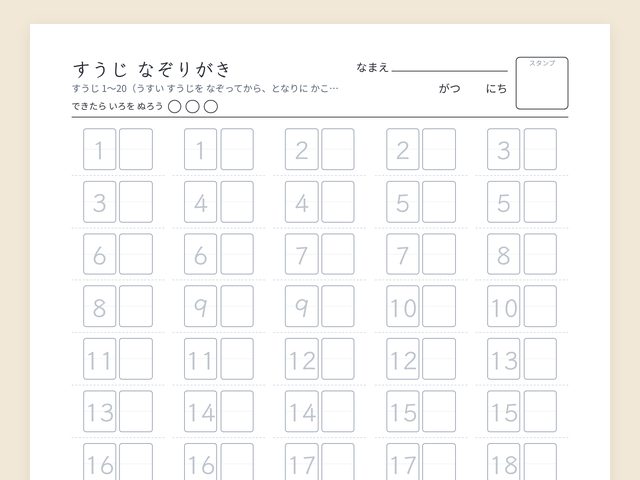 すうじ なぞりがき
なまえ
スタンプ
すうじ 1〜20（うすい すうじを なぞってから、となりに かこ…
がつ にち
できたら いろを ぬろう
1 1 2 2 3
3 4 4 5 5
6 6 7 7 8
8 9 9 10 10
11 11 12 12 13
13 14 14 15 15
16 16 17 17 18